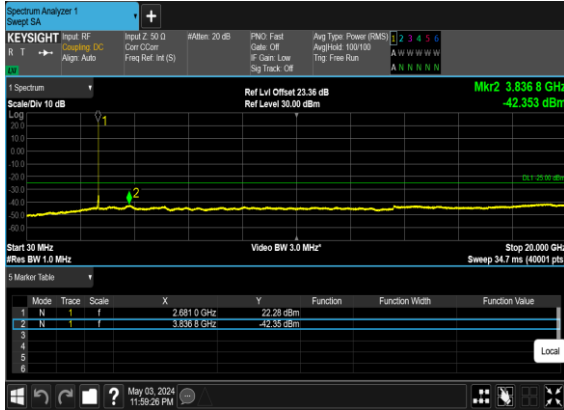 Spectrum Analyzer 1
Swept SA
+
KEYSIGHT Input: RF Input Z: 50 Ω #Atten: 20 dB PNO: Fast Avg Type: Power (RMS) 1 2 3 4 5 6
R T Coupling: DC Corr CCorr Gate: Off Avg|Hold: 100/100 A W W W W W
Align: Auto Freq Ref: Int (S) IF Gain: Low Trig: Free Run
Sig Track: Off A N N N N N
1 Spectrum Ref Lvl Offset 23.36 dB Mkr2 3.836 8 GHz
Scale/Div 10 dB Ref Level 30.00 dBm -42.353 dBm
Log
1
20.0
10.0
0.00
-10.0
-20.0 DL1 -25.00 dBm
-30.0
2
-40.0
-50.0
-60.0
Start 30 MHz Video BW 3.0 MHz* Stop 20.000 GHz
#Res BW 1.0 MHz Sweep 34.7 ms (40001 pts
5 Marker Table
Mode Trace Scale X Y Function Function Width Function Value
1 N 1 f 2.681 0 GHz 22.28 dBm
2 N 1 f 3.836 8 GHz -42.35 dBm
3
4
5
6
Local
? May 03, 2024
11:59:26 PM